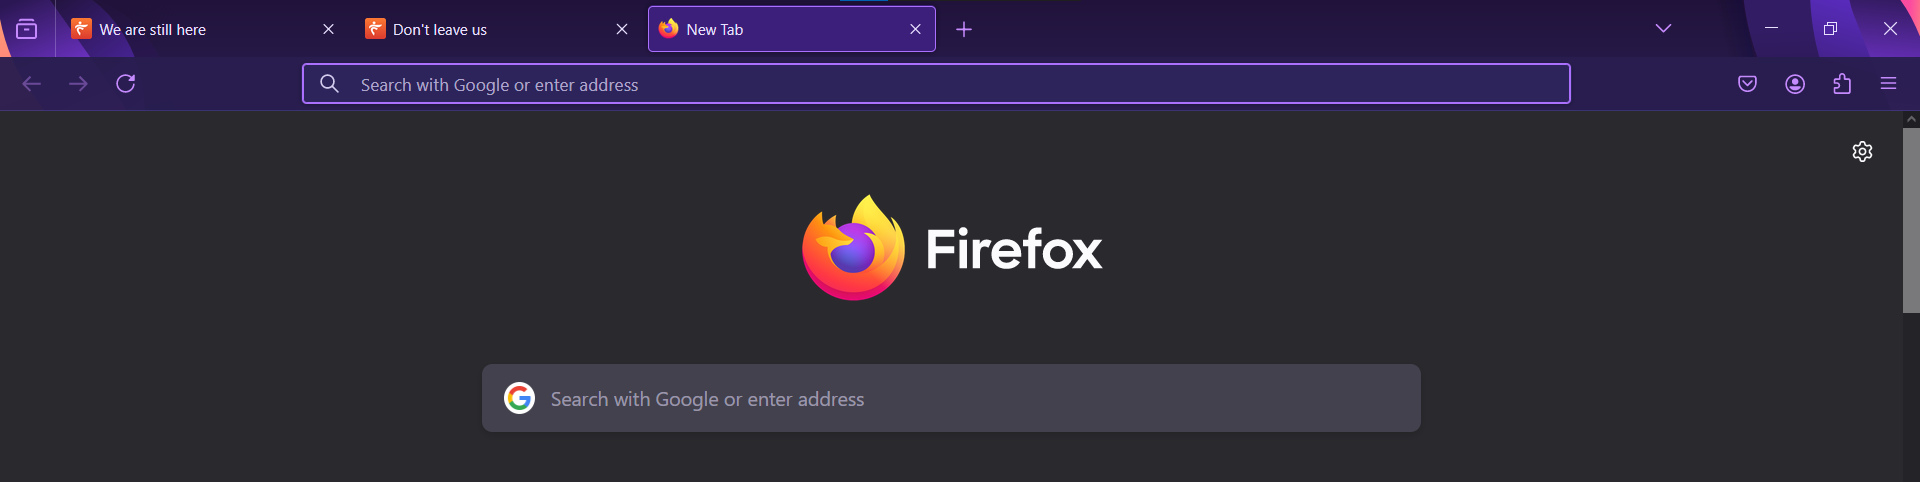 We are still here
Don't leave us
New Tab
Search with Google or enter address
Firefox
Search with Google or enter address